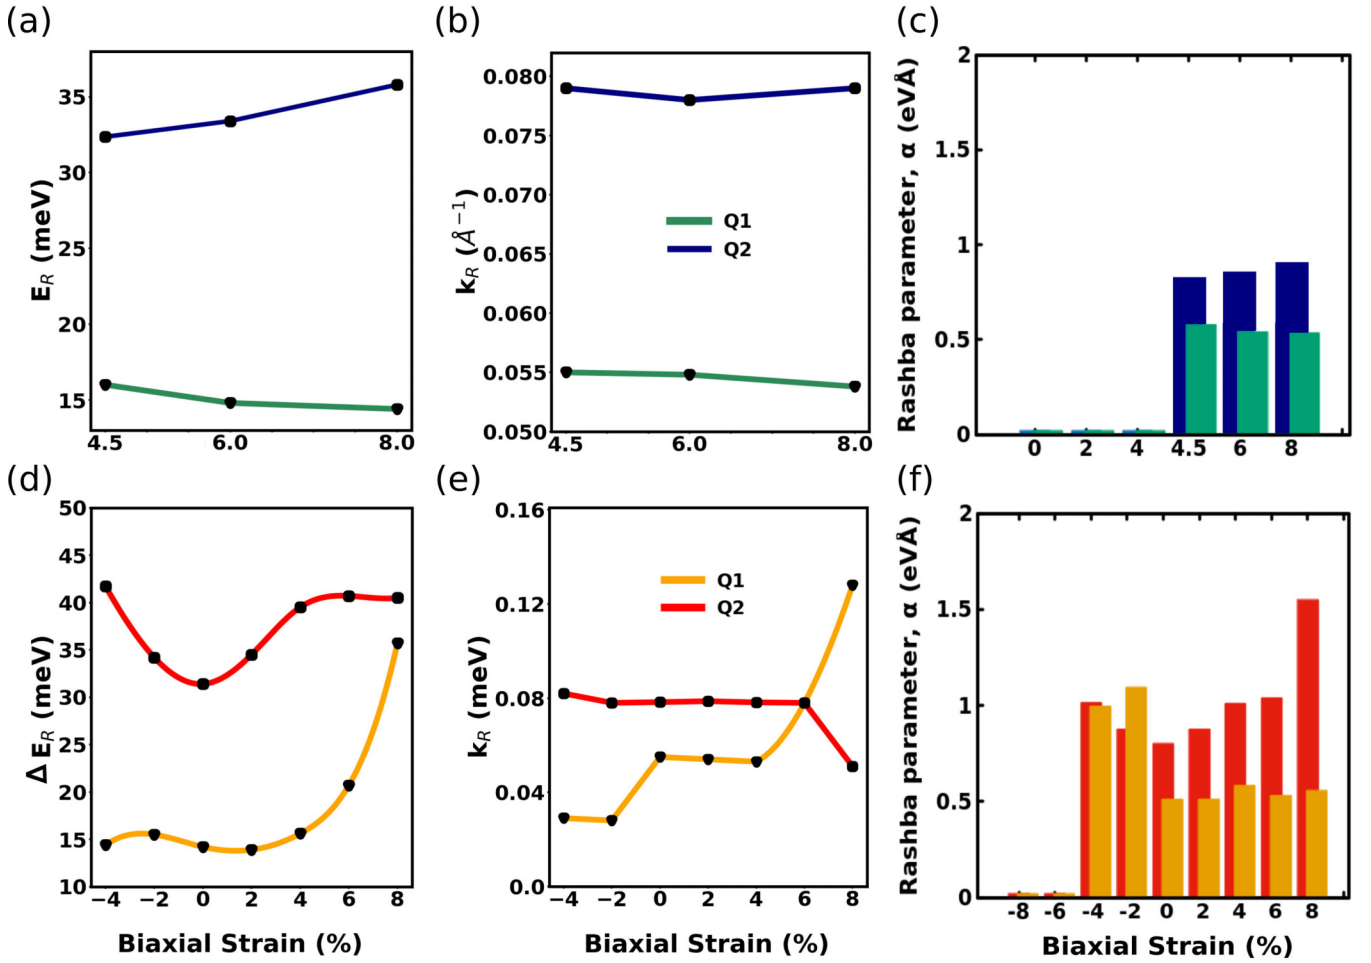 (a)
E_R (meV)
35
30
25
20
15
4.5 6.0 8.0
(b)
k_R (Å⁻¹)
0.080
0.075
0.070
0.065
0.060
0.055
0.050
Q1
Q2
4.5 6.0 8.0
(c)
Rashba parameter, α (eVÅ)
2
1.5
1
0.5
0
0 2 4 4.5 6 8
(d)
Δ E_R (meV)
50
45
40
35
30
25
20
15
10
−4 −2 0 2 4 6 8
Biaxial Strain (%)
(e)
k_R (meV)
0.16
0.12
0.08
0.04
0.0
Q1
Q2
−4 −2 0 2 4 6 8
Biaxial Strain (%)
(f)
Rashba parameter, α (eVÅ)
2
1.5
1
0.5
0
-8 -6 -4 -2 0 2 4 6 8
Biaxial Strain (%)